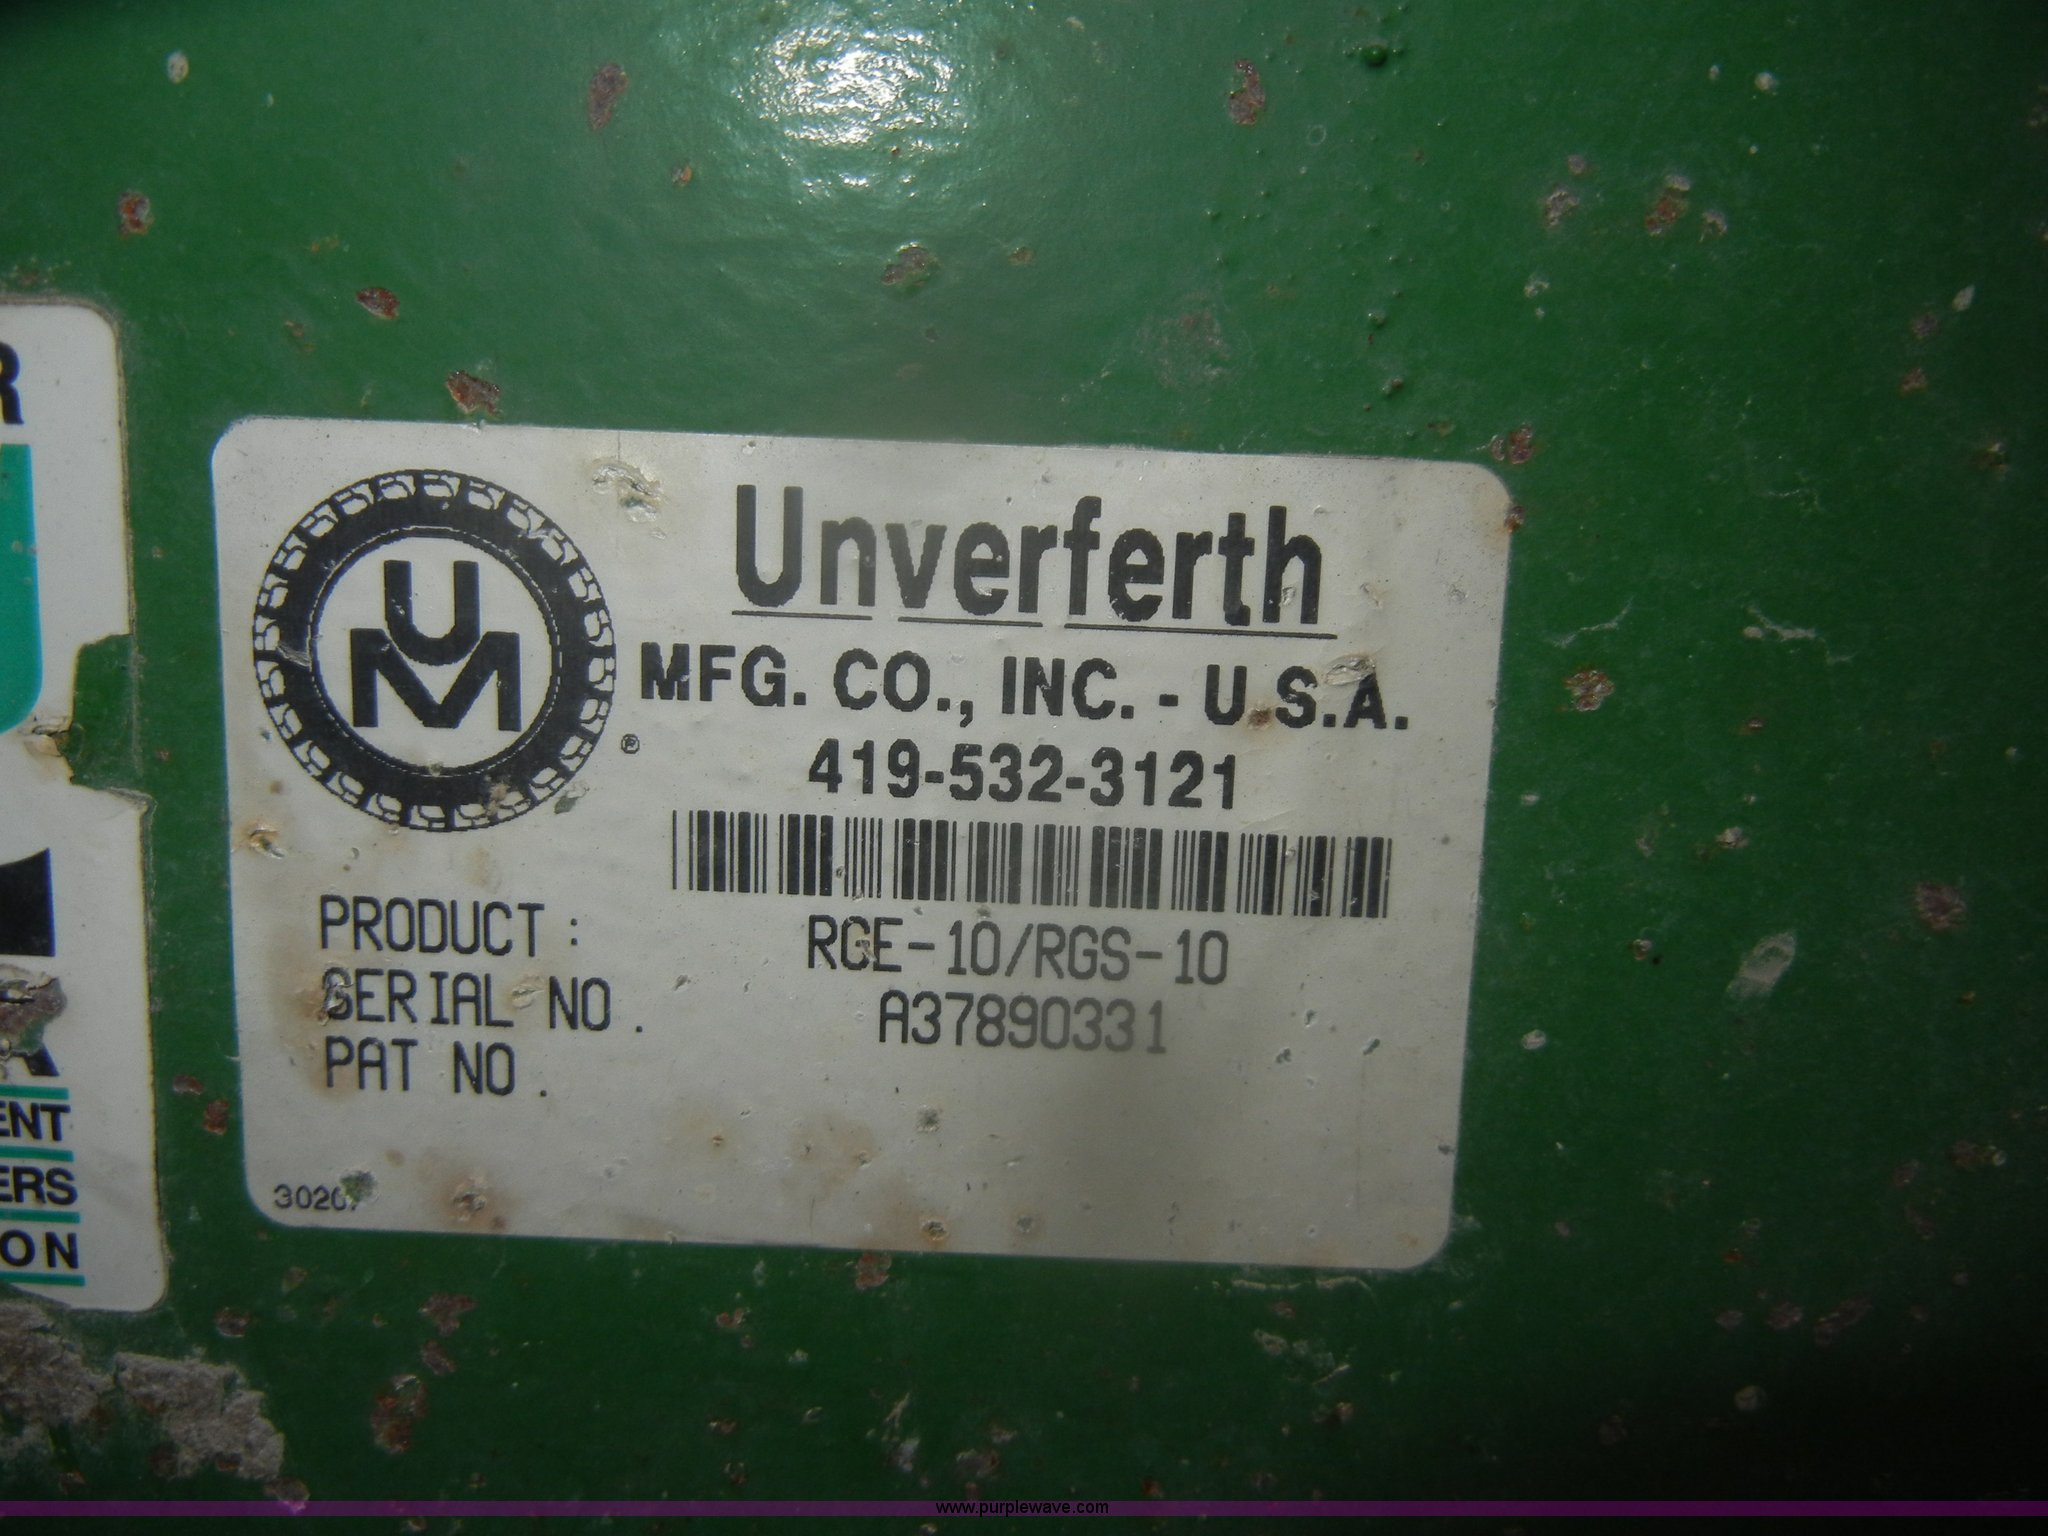 R
ENT
ERS
ON
UM
®
Unverferth
MFG. CO., INC. - U.S.A.
419-532-3121
PRODUCT: RGE-10/RGS-10
SERIAL NO. A37890331
PAT NO.
www.purplewave.com